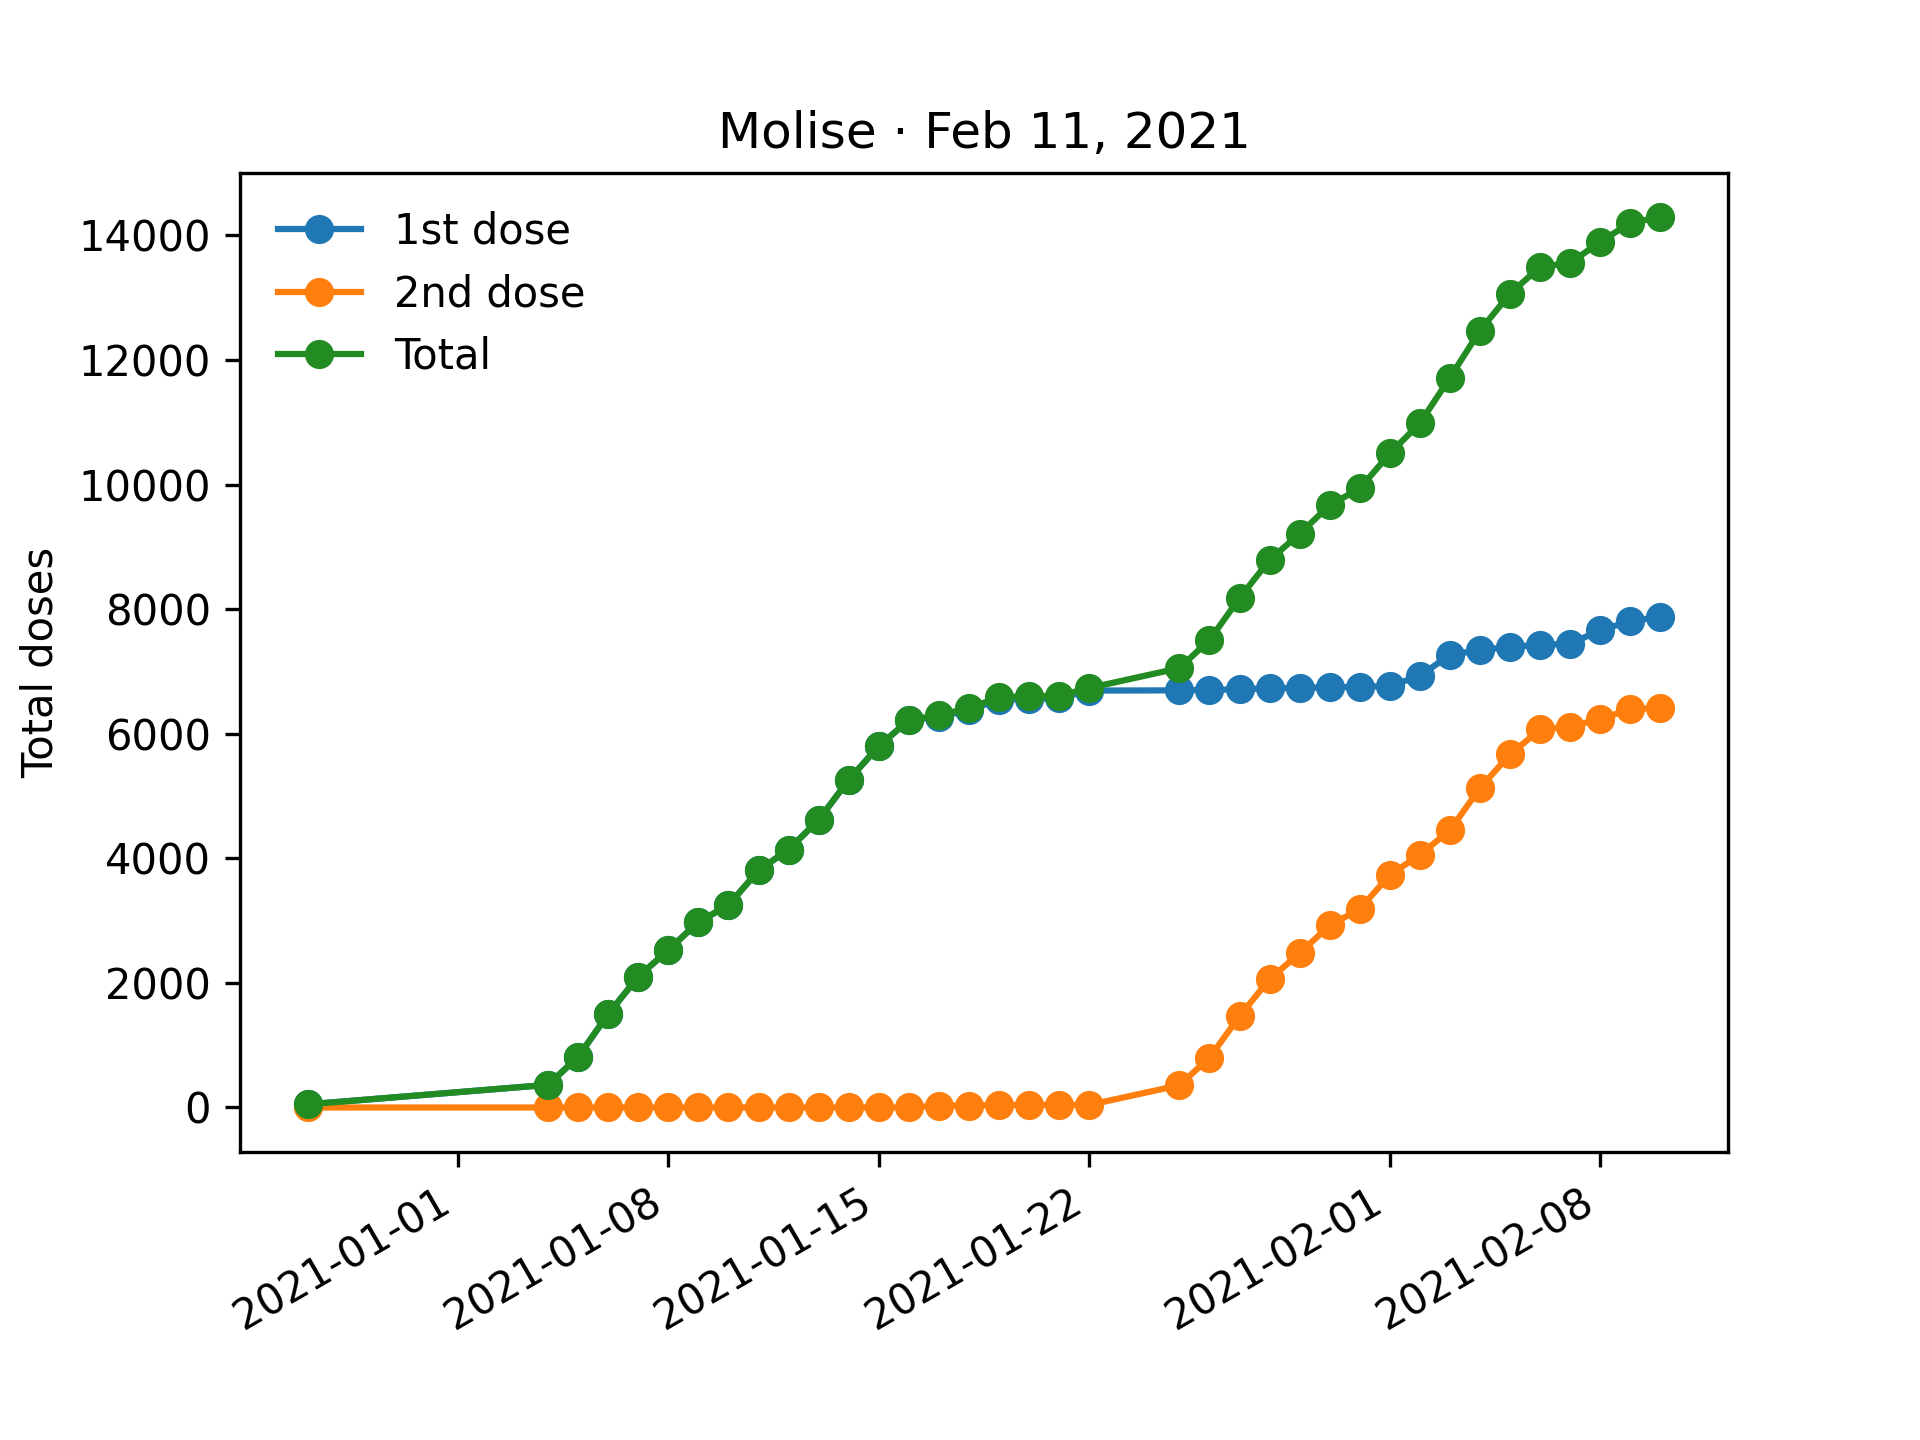 Molise · Feb 11, 2021
1st dose
2nd dose
Total
Total doses
14000
12000
10000
8000
6000
4000
2000
0
2021-01-01
2021-01-08
2021-01-15
2021-01-22
2021-02-01
2021-02-08